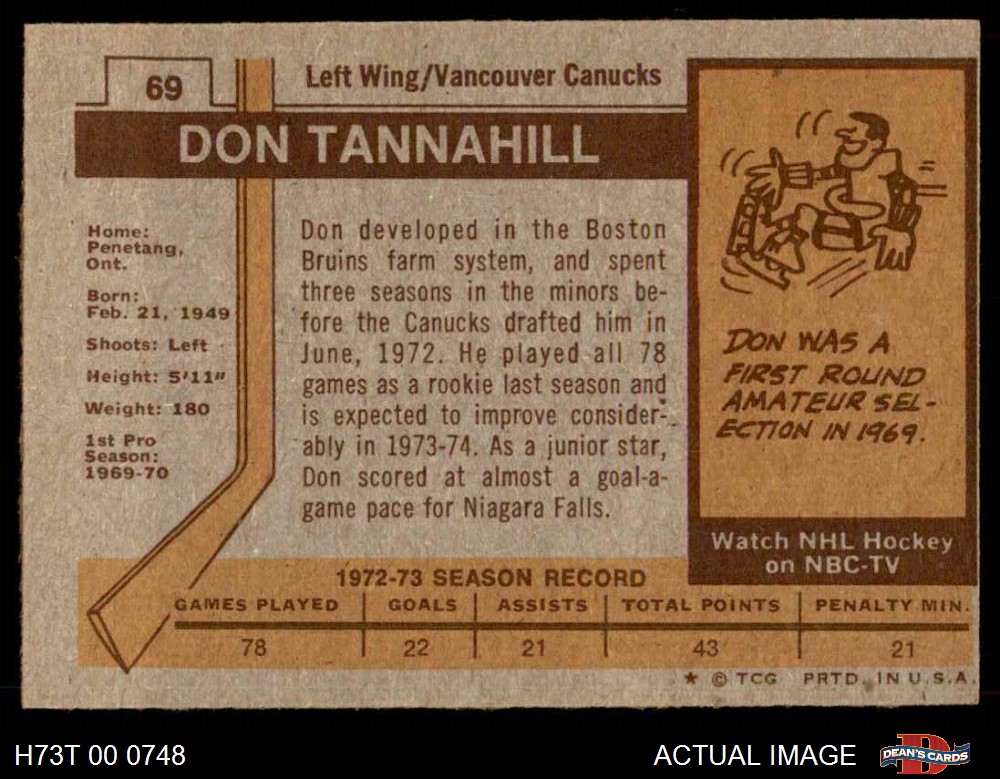 69
Left Wing/Vancouver Canucks
DON TANNAHILL
Home:
Penetang,
Ont.
Born:
Feb. 21, 1949
Shoots: Left
Height: 5'11"
Weight: 180
1st Pro
Season:
1969-70
Don developed in the Boston
Bruins farm system, and spent
three seasons in the minors be-
fore the Canucks drafted him in
June, 1972. He played all 78
games as a rookie last season and
is expected to improve consider-
ably in 1973-74. As a junior star,
Don scored at almost a goal-a-
game pace for Niagara Falls.
DON WAS A
FIRST ROUND
AMATEUR SEL-
ECTION IN 1969.
Watch NHL Hockey
on NBC-TV
1972-73 SEASON RECORD
GAMES PLAYED GOALS ASSISTS TOTAL POINTS PENALTY MIN.
78 22 21 43 21
* © TCG PRTD. IN U.S.A.
H73T 00 0748
ACTUAL IMAGE
DEAN'S CARDS